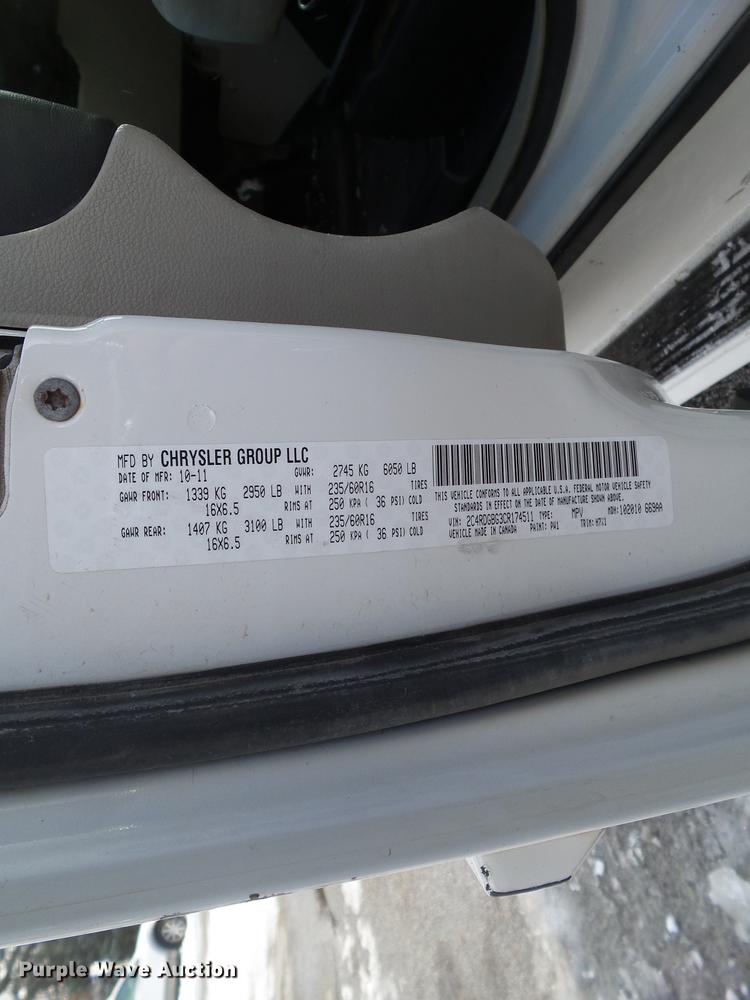 MFD BY CHRYSLER GROUP LLC
DATE OF MFR: 10-11 GVWR: 2745 KG 6050 LB
GAWR FRONT: 1339 KG 2950 LB WITH 235/60R16 TIRES
16X6.5 RIMS AT 250 KPA ( 36 PSI) COLD
GAWR REAR: 1407 KG 3100 LB WITH 235/60R16 TIRES
16X6.5 RIMS AT 250 KPA ( 36 PSI) COLD
THIS VEHICLE CONFORMS TO ALL APPLICABLE U.S.A. FEDERAL MOTOR VEHICLE SAFETY
STANDARDS IN EFFECT ON THE DATE OF MANUFACTURE SHOWN ABOVE.
VIN: 2C4RDGBG3CR174511 TYPE: MPV MDH: 102010 669AA
VEHICLE MADE IN CANADA PAINT: PW1 TRIM:
Purple Wave Auction